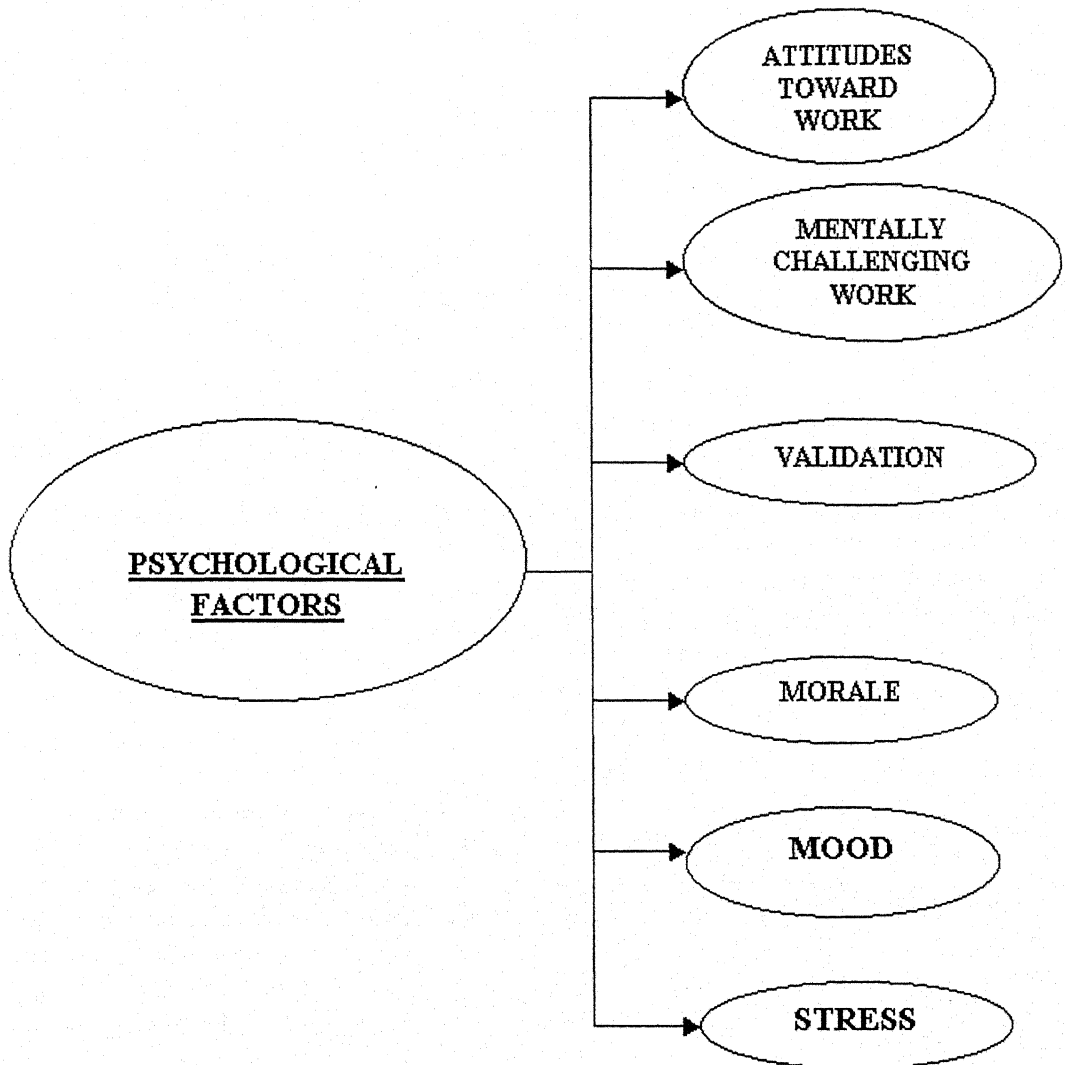 ATTITUDES
TOWARD
WORK
MENTALLY
CHALLENGING
WORK
VALIDATION
PSYCHOLOGICAL
FACTORS
MORALE
MOOD
STRESS